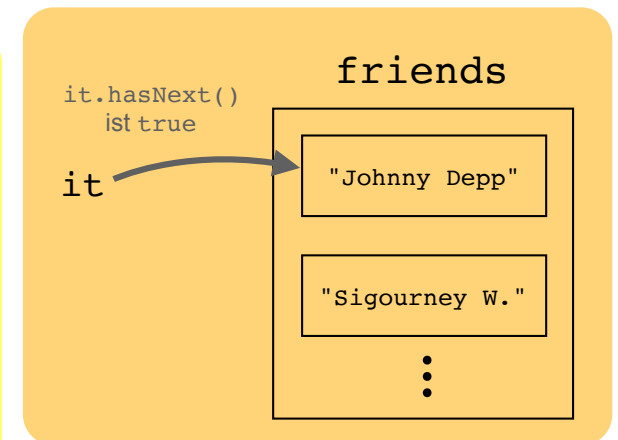 friends
it.hasNext()
ist true
it
"Johnny Depp"
"Sigourney W."